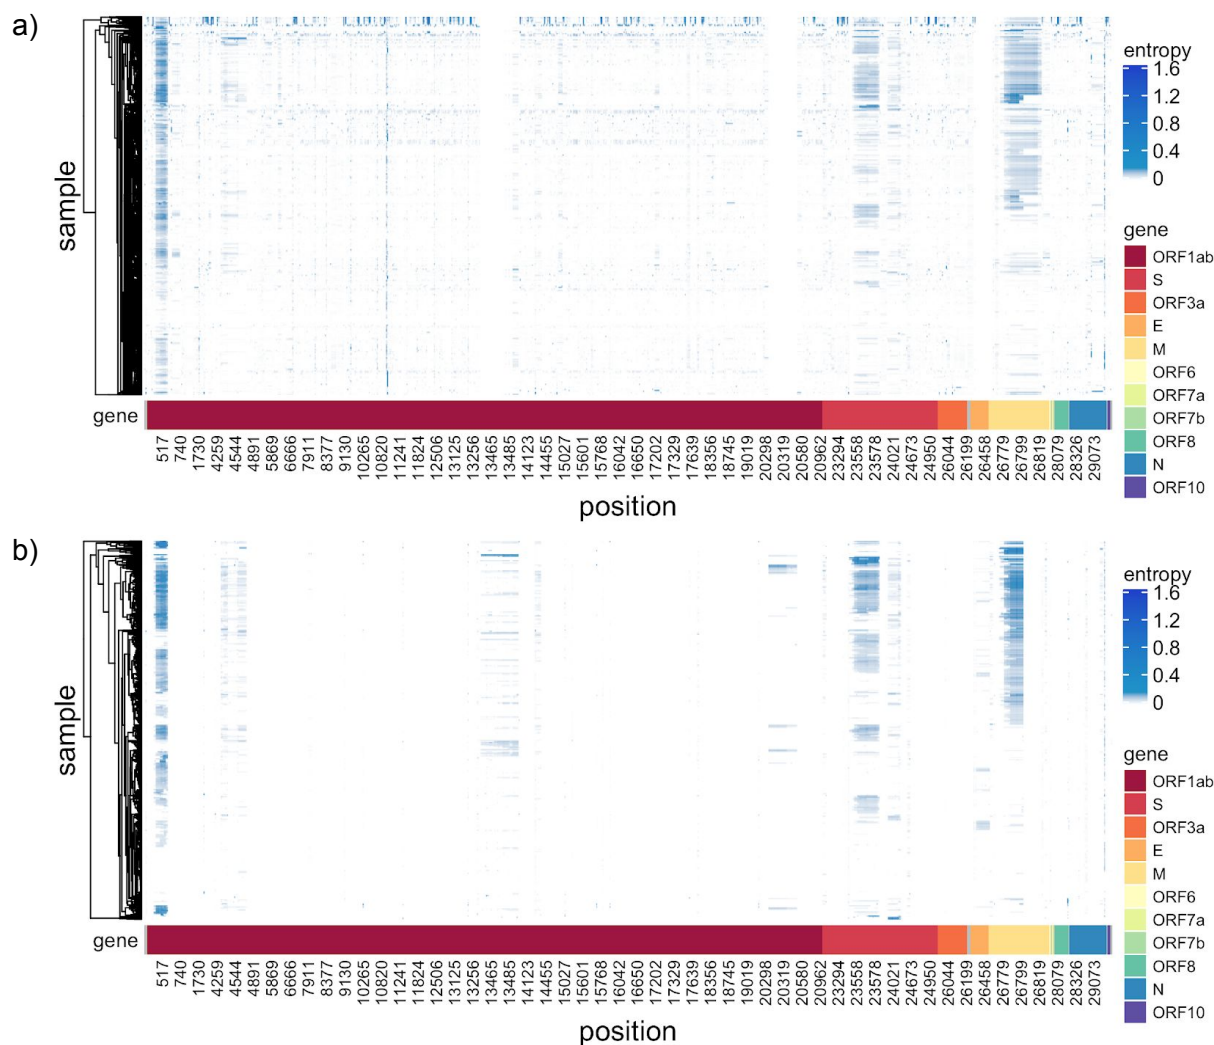 a)
sample
gene
517 740 1730 4259 4544 4891 5869 6666 7911 8377 9130 10265 10820 11241 11824 12506 13125 13256 13465 13485 14123 14455 15027 15601 15768 16042 16650 17202 17329 17639 18356 18745 19019 20298 20319 20580 20962 23294 23558 23578 24021 24673 24950 26044 26199 26458 26779 26799 26819 28079 28326 29073
position
entropy
1.6
1.2
0.8
0.4
0
gene
ORF1ab
S
ORF3a
E
M
ORF6
ORF7a
ORF7b
ORF8
N
ORF10
b)
sample
gene
517 740 1730 4259 4544 4891 5869 6666 7911 8377 9130 10265 10820 11241 11824 12506 13125 13256 13465 13485 14123 14455 15027 15601 15768 16042 16650 17202 17329 17639 18356 18745 19019 20298 20319 20580 20962 23294 23558 23578 24021 24673 24950 26044 26199 26458 26779 26799 26819 28079 28326 29073
position
entropy
1.6
1.2
0.8
0.4
0
gene
ORF1ab
S
ORF3a
E
M
ORF6
ORF7a
ORF7b
ORF8
N
ORF10